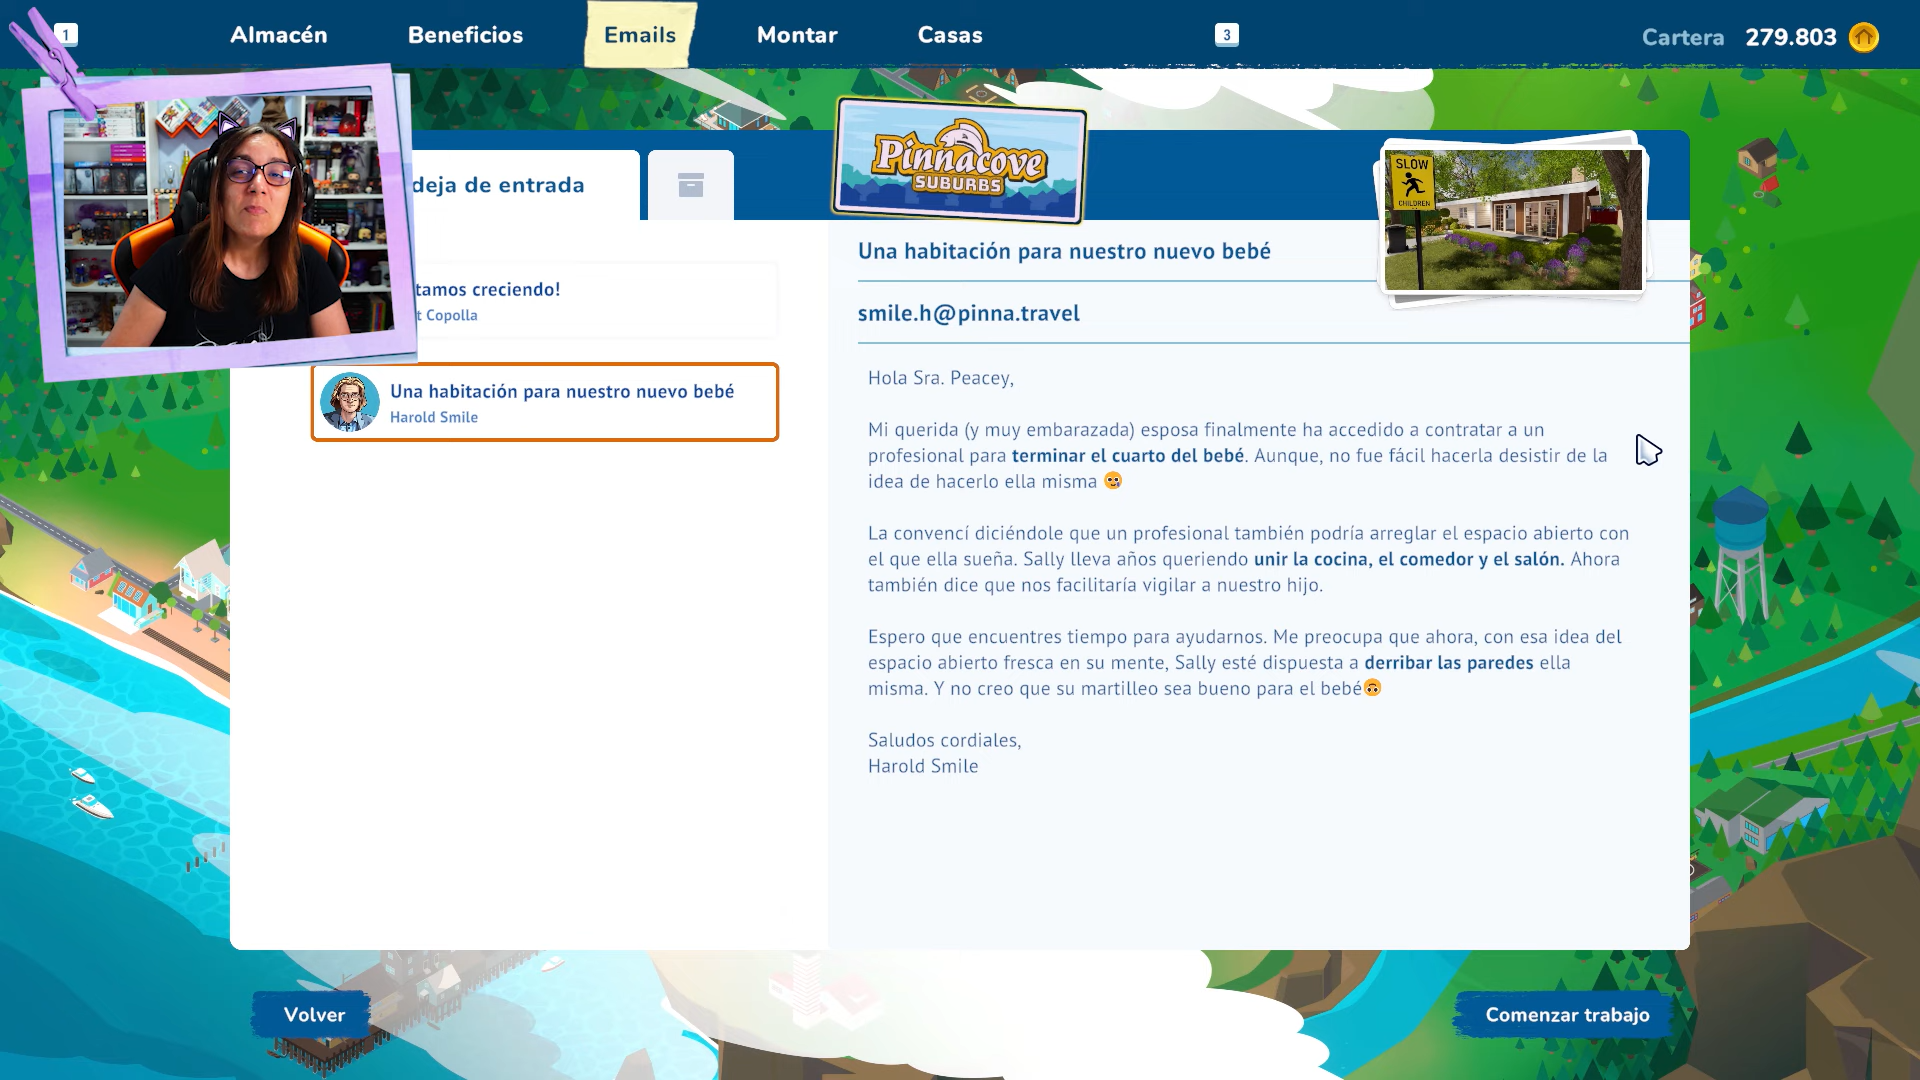 1
Almacén
Beneficios
Emails
Montar
Casas
3
Cartera 279.803
deja de entrada
Pinnacove
SUBURBS
SLOW
CHILDREN
tamos creciendo!
t Copolla
Una habitación para nuestro nuevo bebé
Harold Smile
Una habitación para nuestro nuevo bebé
smile.h@pinna.travel
Hola Sra. Peacey,
Mi querida (y muy embarazada) esposa finalmente ha accedido a contratar a un
profesional para terminar el cuarto del bebé. Aunque, no fue fácil hacerla desistir de la
idea de hacerlo ella misma
La convencí diciéndole que un profesional también podría arreglar el espacio abierto con
el que ella sueña. Sally lleva años queriendo unir la cocina, el comedor y el salón. Ahora
también dice que nos facilitaría vigilar a nuestro hijo.
Espero que encuentres tiempo para ayudarnos. Me preocupa que ahora, con esa idea del
espacio abierto fresca en su mente, Sally esté dispuesta a derribar las paredes ella
misma. Y no creo que su martilleo sea bueno para el bebé
Saludos cordiales,
Harold Smile
Volver
Comenzar trabajo